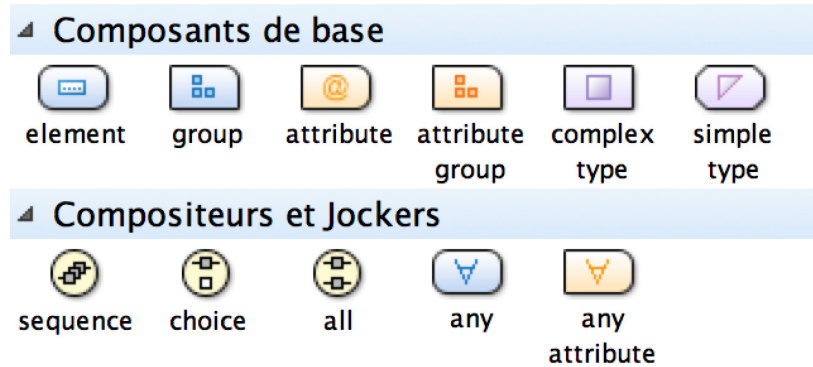 Composants de base
element group attribute attribute complex simple
group type type
Compositeurs et Jockers
sequence choice all any any
attribute